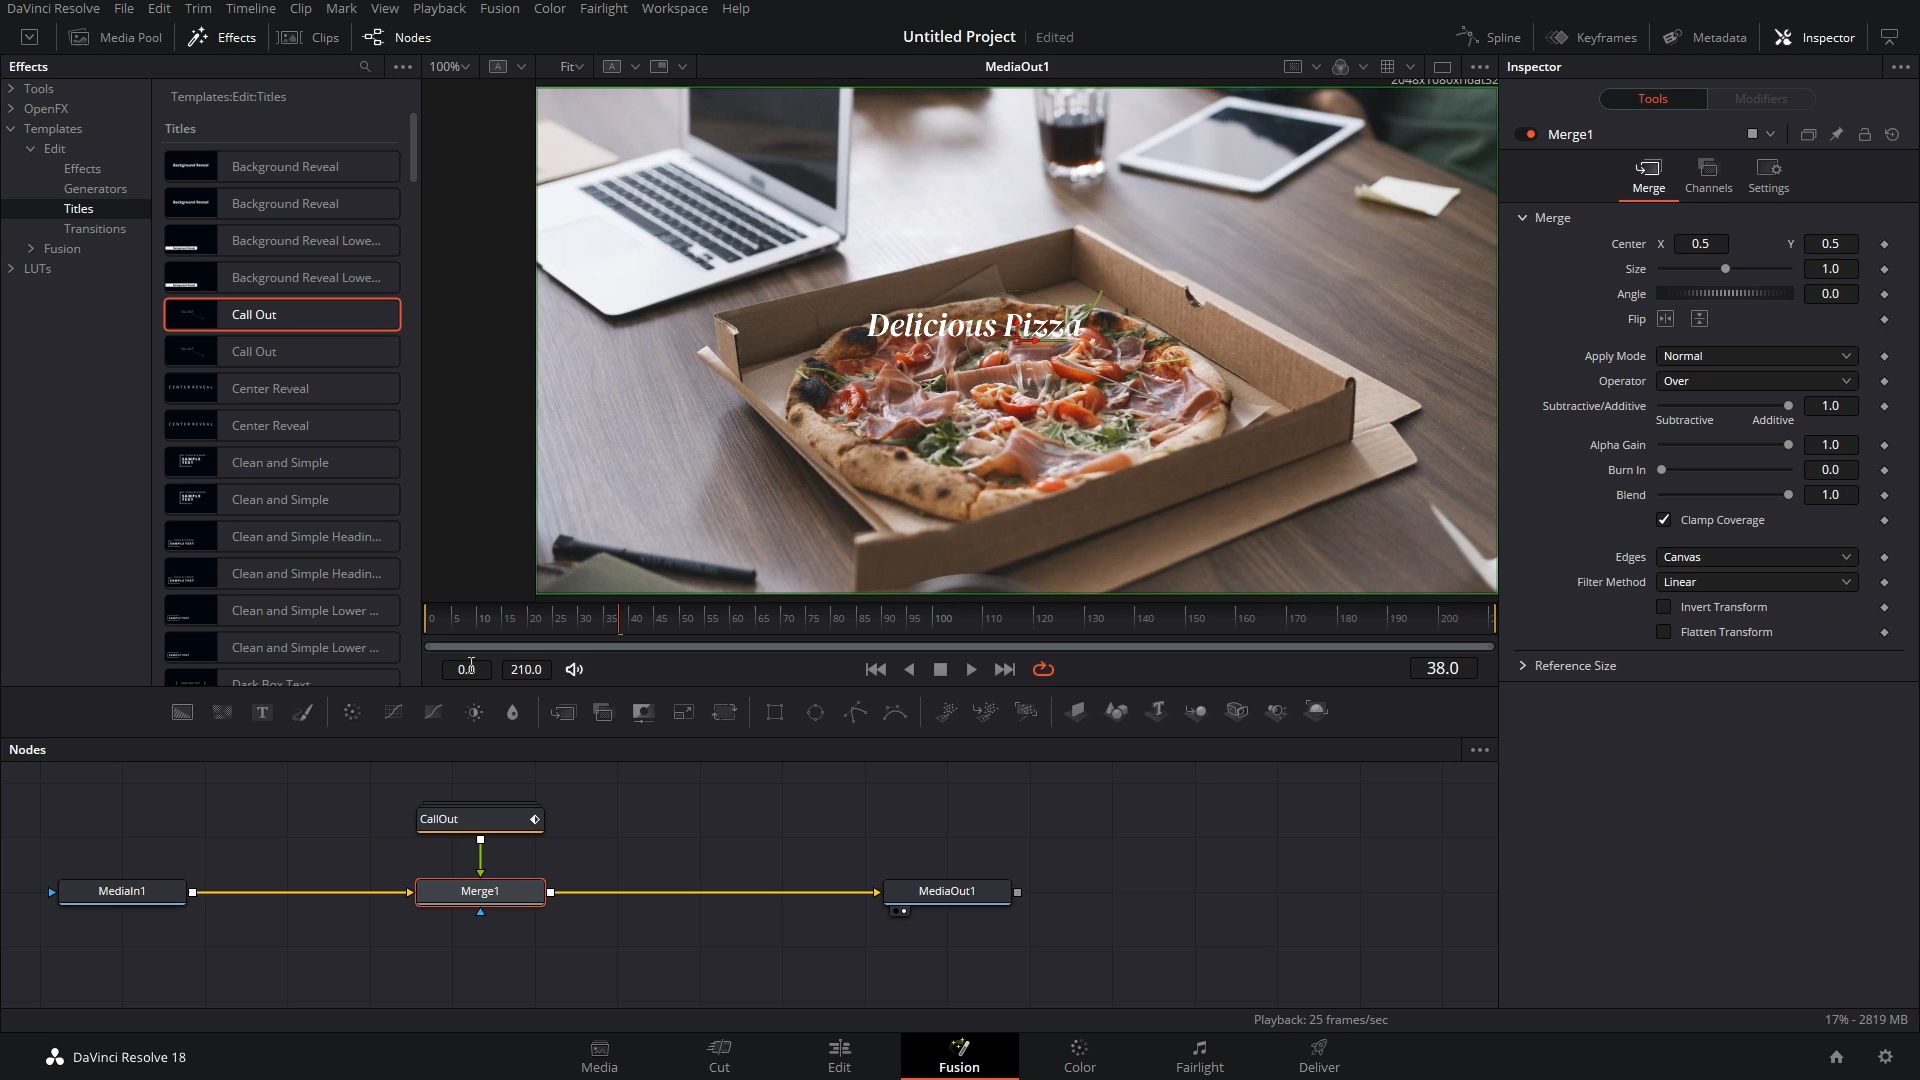 DaVinci Resolve File Edit Trim Timeline Clip Mark View Playback Fusion Color Fairlight Workspace Help
Media Pool Effects Clips Nodes Untitled Project Edited Spline Keyframes Metadata Inspector
Effects 100% A Fit A MediaOut1 Inspector
2048x1080xfloat32
Tools
OpenFX
Templates
Edit
Effects
Generators
Titles
Transitions
Fusion
LUTs
Templates:Edit:Titles
Titles
Background Reveal
Background Reveal
Background Reveal Lowe...
Background Reveal Lowe...
Call Out
Call Out
Center Reveal
Center Reveal
Clean and Simple
Clean and Simple
Clean and Simple Headin...
Clean and Simple Headin...
Clean and Simple Lower ...
Clean and Simple Lower ...
Dark Box Text
Delicious Pizza
0 5 10 15 20 25 30 35 40 45 50 55 60 65 70 75 80 85 90 95 100 110 120 130 140 150 160 170 180 190 200
0.0 210.0 38.0
Tools Modifiers
Merge1
Merge Channels Settings
Merge
Center X 0.5 Y 0.5
Size 1.0
Angle 0.0
Flip
Apply Mode Normal
Operator Over
Subtractive/Additive 1.0
Subtractive Additive
Alpha Gain 1.0
Burn In 0.0
Blend 1.0
Clamp Coverage
Edges Canvas
Filter Method Linear
Invert Transform
Flatten Transform
Reference Size
T
Nodes
CallOut
MediaIn1 Merge1 MediaOut1
Playback: 25 frames/sec 17% - 2819 MB
DaVinci Resolve 18 Media Cut Edit Fusion Color Fairlight Deliver